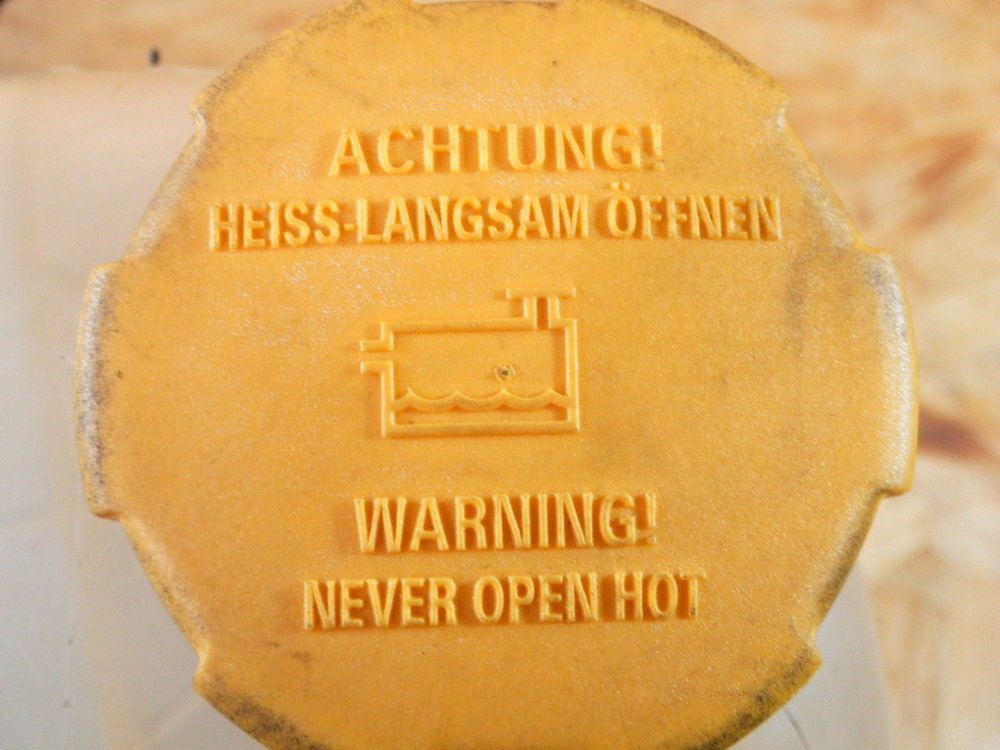 ACHTUNG!
HEISS-LANGSAM ÖFFNEN
WARNING!
NEVER OPEN HOT